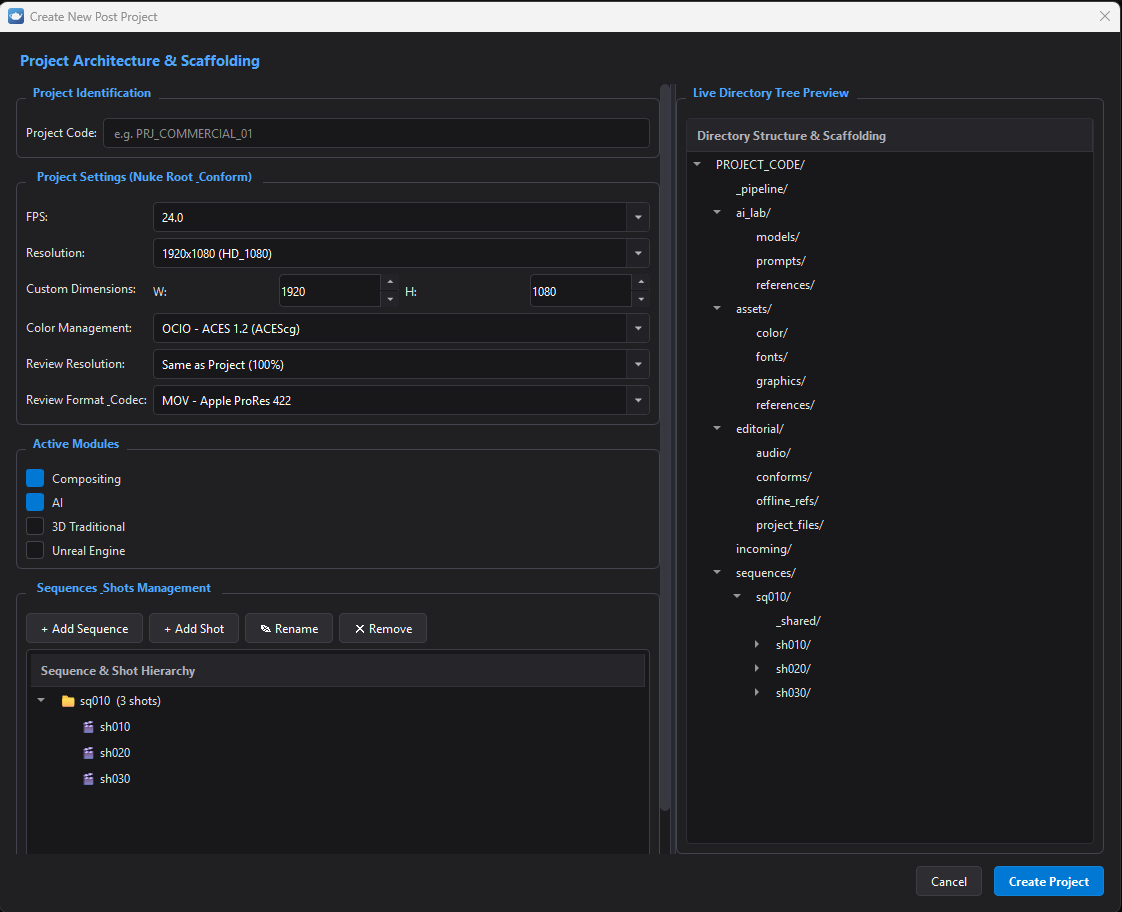 Create New Post Project
Project Architecture & Scaffolding
Project Identification
Project Code: e.g. PRJ_COMMERCIAL_01
Project Settings (Nuke Root _Conform)
FPS: 24.0
Resolution: 1920x1080 (HD_1080)
Custom Dimensions: W: 1920 H: 1080
Color Management: OCIO - ACES 1.2 (ACEScg)
Review Resolution: Same as Project (100%)
Review Format _Codec: MOV - Apple ProRes 422
Active Modules
Compositing
AI
3D Traditional
Unreal Engine
Sequences _Shots Management
+ Add Sequence + Add Shot ✎ Rename ✕ Remove
Sequence & Shot Hierarchy
sq010 (3 shots)
sh010
sh020
sh030
Live Directory Tree Preview
Directory Structure & Scaffolding
PROJECT_CODE/
_pipeline/
ai_lab/
models/
prompts/
references/
assets/
color/
fonts/
graphics/
references/
editorial/
audio/
conforms/
offline_refs/
project_files/
incoming/
sequences/
sq010/
_shared/
sh010/
sh020/
sh030/
Cancel Create Project